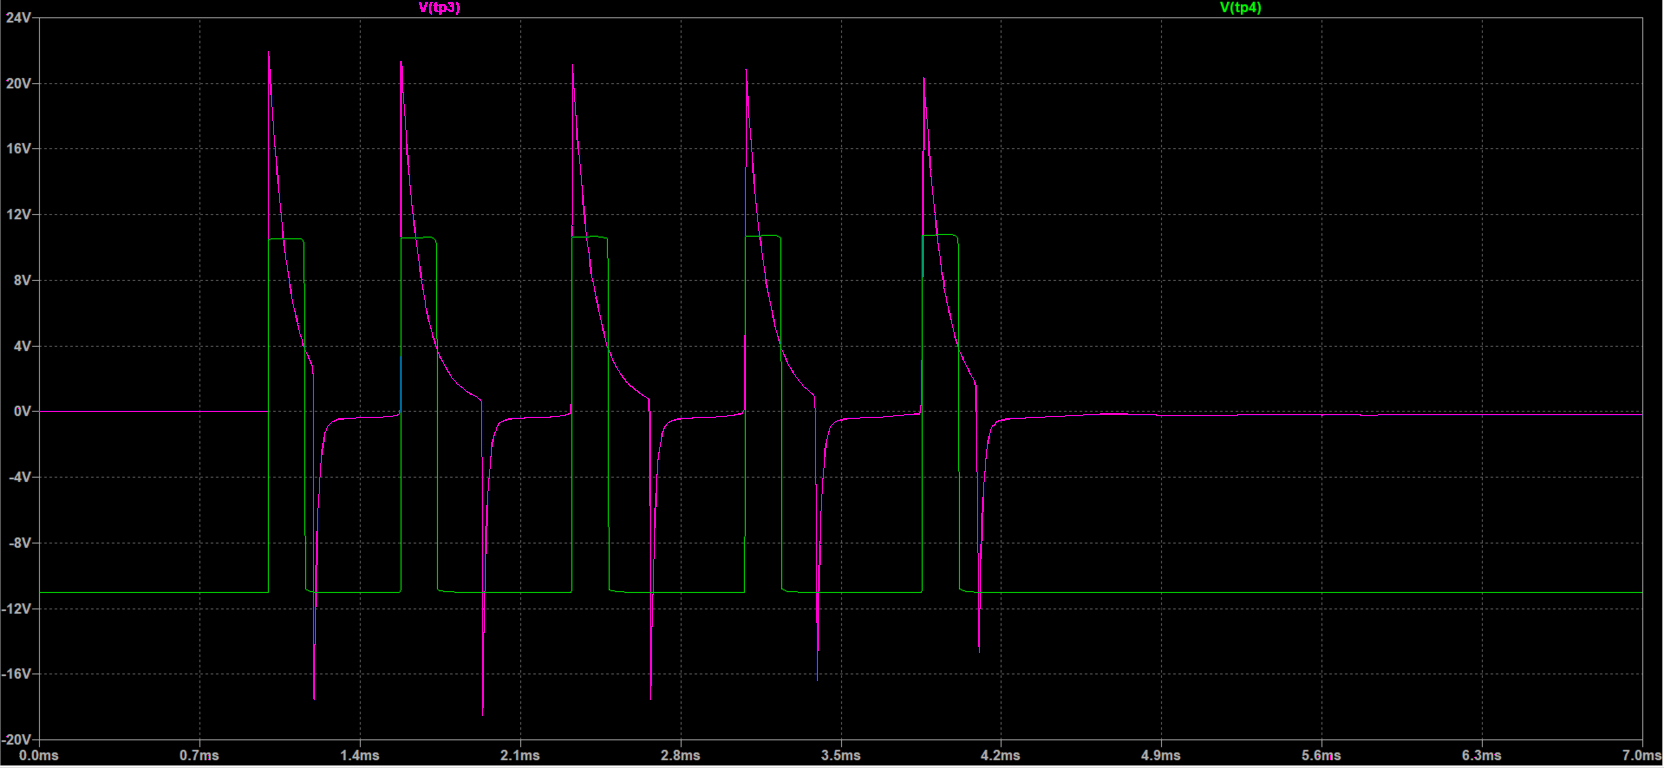 V(tp3) V(tp4)
24V
20V
16V
12V
8V
4V
0V
-4V
-8V
-12V
-16V
-20V
0.0ms 0.7ms 1.4ms 2.1ms 2.8ms 3.5ms 4.2ms 4.9ms 5.6ms 6.3ms 7.0ms